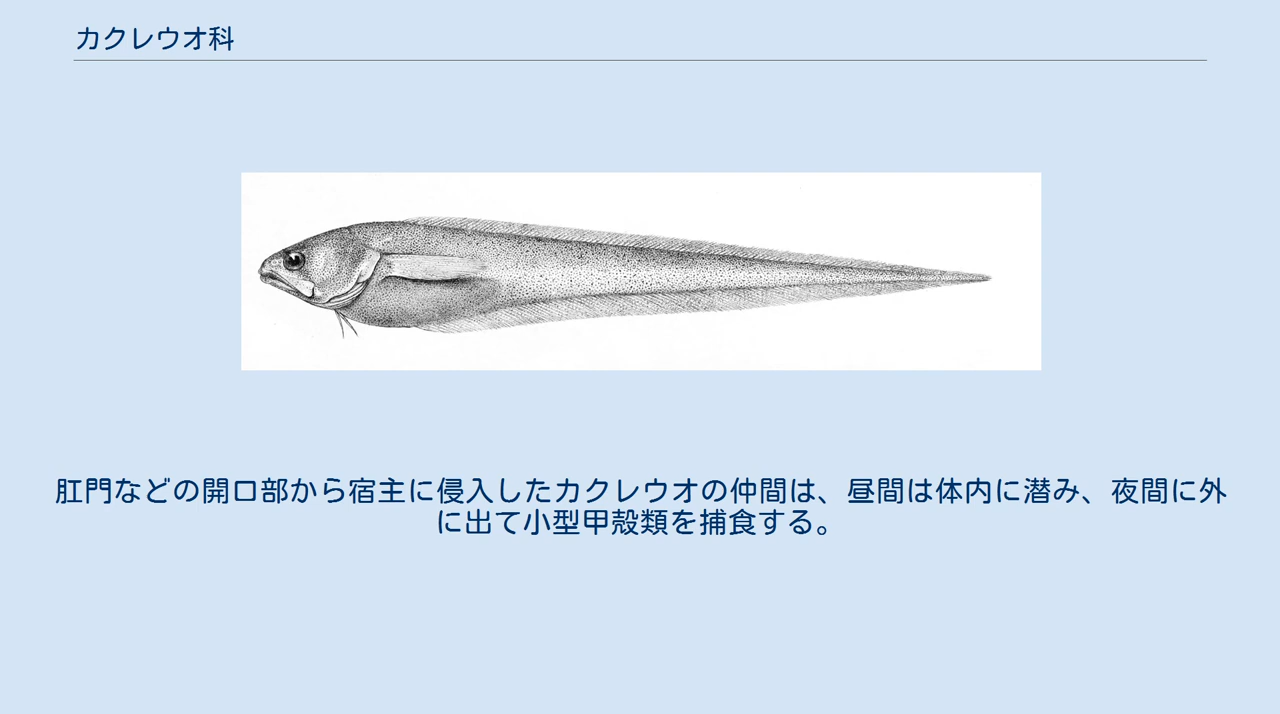 カクレウオ科
肛門などの開口部から宿主に侵入したカクレウオの仲間は、昼間は体内に潜み、夜間に外
に出て小型甲殻類を捕食する。